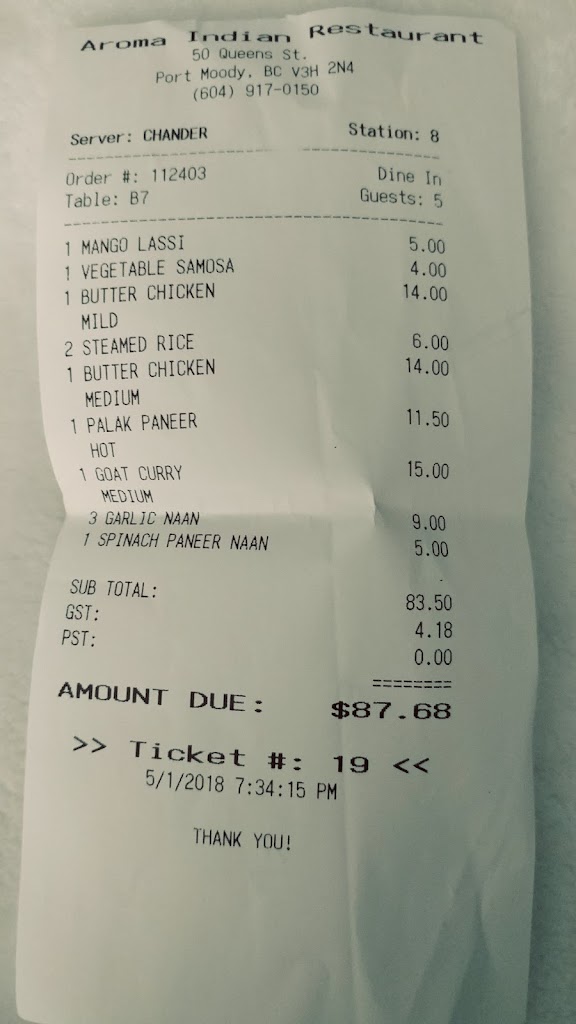 Aroma Indian Restaurant
50 Queens St.
Port Moody, BC V3H 2N4
(604) 917-0150
Server: CHANDER Station: 8
Order #: 112403 Dine In
Table: B7 Guests: 5
1 MANGO LASSI 5.00
1 VEGETABLE SAMOSA 4.00
1 BUTTER CHICKEN 14.00
MILD
2 STEAMED RICE 6.00
1 BUTTER CHICKEN 14.00
MEDIUM
1 PALAK PANEER 11.50
HOT
1 GOAT CURRY 15.00
MEDIUM
3 GARLIC NAAN 9.00
1 SPINACH PANEER NAAN 5.00
SUB TOTAL: 83.50
GST: 4.18
PST: 0.00
========
AMOUNT DUE: $87.68
>> Ticket #: 19 <<
5/1/2018 7:34:15 PM
THANK YOU!